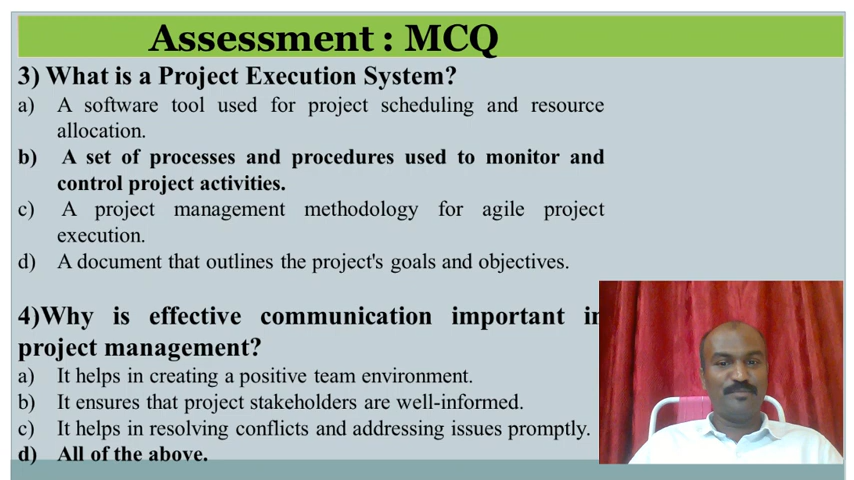 Assessment : MCQ
3) What is a Project Execution System?
a) A software tool used for project scheduling and resource
allocation.
b) A set of processes and procedures used to monitor and
control project activities.
c) A project management methodology for agile project
execution.
d) A document that outlines the project's goals and objectives.
4)Why is effective communication important in
project management?
a) It helps in creating a positive team environment.
b) It ensures that project stakeholders are well-informed.
c) It helps in resolving conflicts and addressing issues promptly.
d) All of the above.